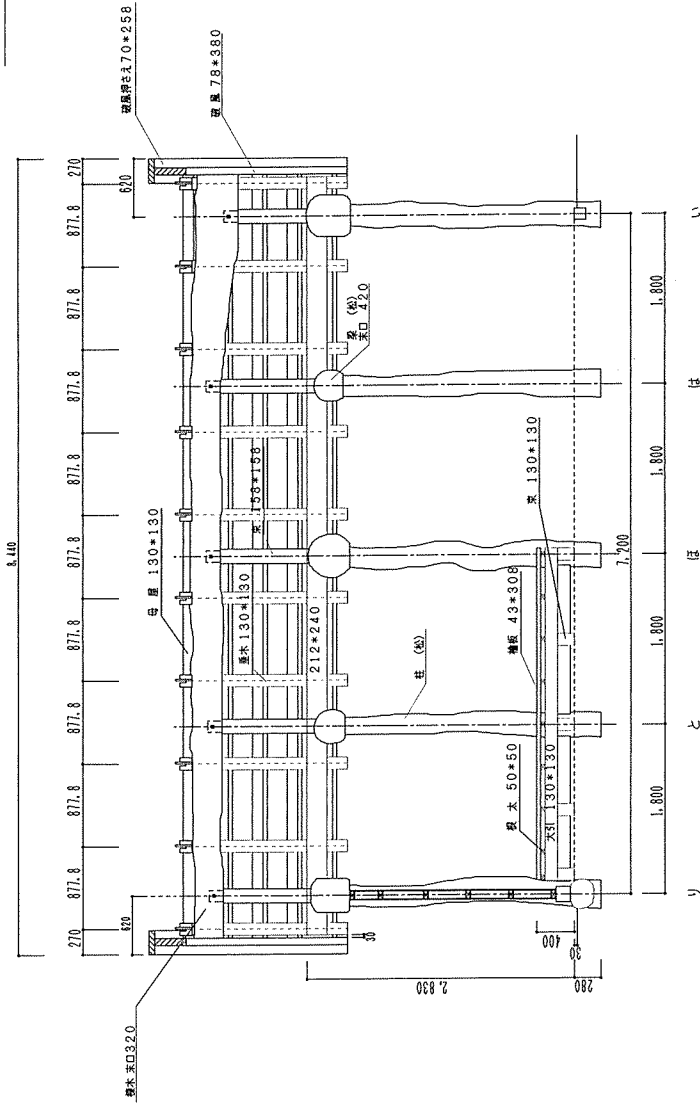 8,440
270
877.8
877.8
877.8
877.8
877.8
877.8
877.8
877.8
877.8
270
620
620
破風押さえ70*258
破風 78*380
母屋 130*130
垂木 130*130
束 158*158
212*240
梁 (松)
末口 420
柱 (松)
束 130*130
檜板 43*308
根太 50*50
大引 130*130
棟木 末口320
30
400
30
2,830
280
1,800
1,800
1,800
1,800
7,200
り
と
ほ
は
い